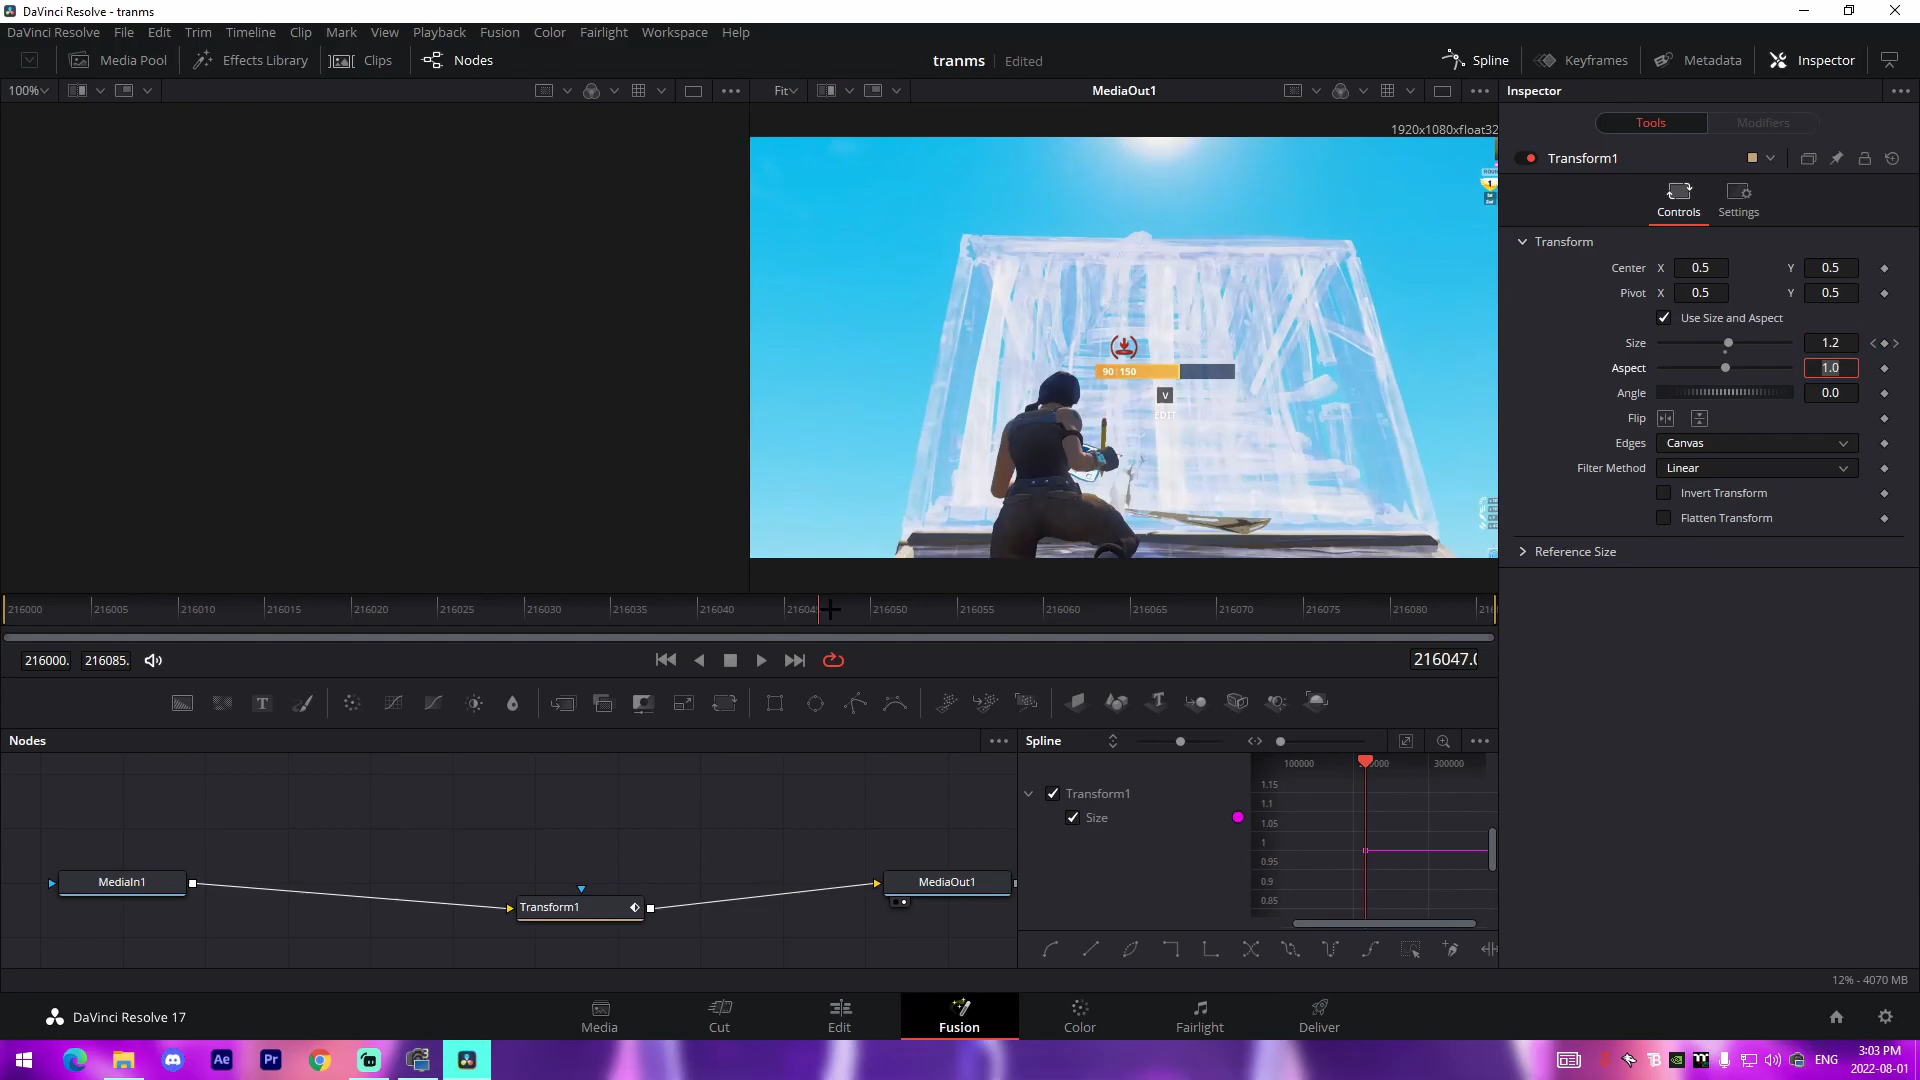 DaVinci Resolve - tranms
DaVinci Resolve File Edit Trim Timeline Clip Mark View Playback Fusion Color Fairlight Workspace Help
Media Pool Effects Library Clips Nodes tranms Edited Spline Keyframes Metadata Inspector
100% Fit MediaOut1 Inspector
1920x1080xfloat32
Tools Modifiers
Transform1
Controls Settings
Transform
Center X 0.5 Y 0.5
Pivot X 0.5 Y 0.5
Use Size and Aspect
Size 1.2
Aspect 1.0
Angle 0.0
Flip
Edges Canvas
Filter Method Linear
Invert Transform
Flatten Transform
Reference Size
90 150
V
EDIT
216000 216005 216010 216015 216020 216025 216030 216035 216040 21604 216050 216055 216060 216065 216070 216075 216080 216
216000. 216085. 216047.0
Nodes Spline
100000 300000
1.15
Transform1
1.1
Size
1.05
1
0.95
0.9
0.85
MediaIn1 MediaOut1
Transform1
12% - 4070 MB
DaVinci Resolve 17
Media Cut Edit Fusion Color Fairlight Deliver
Ae Pr ENG 3:03 PM
2022-08-01